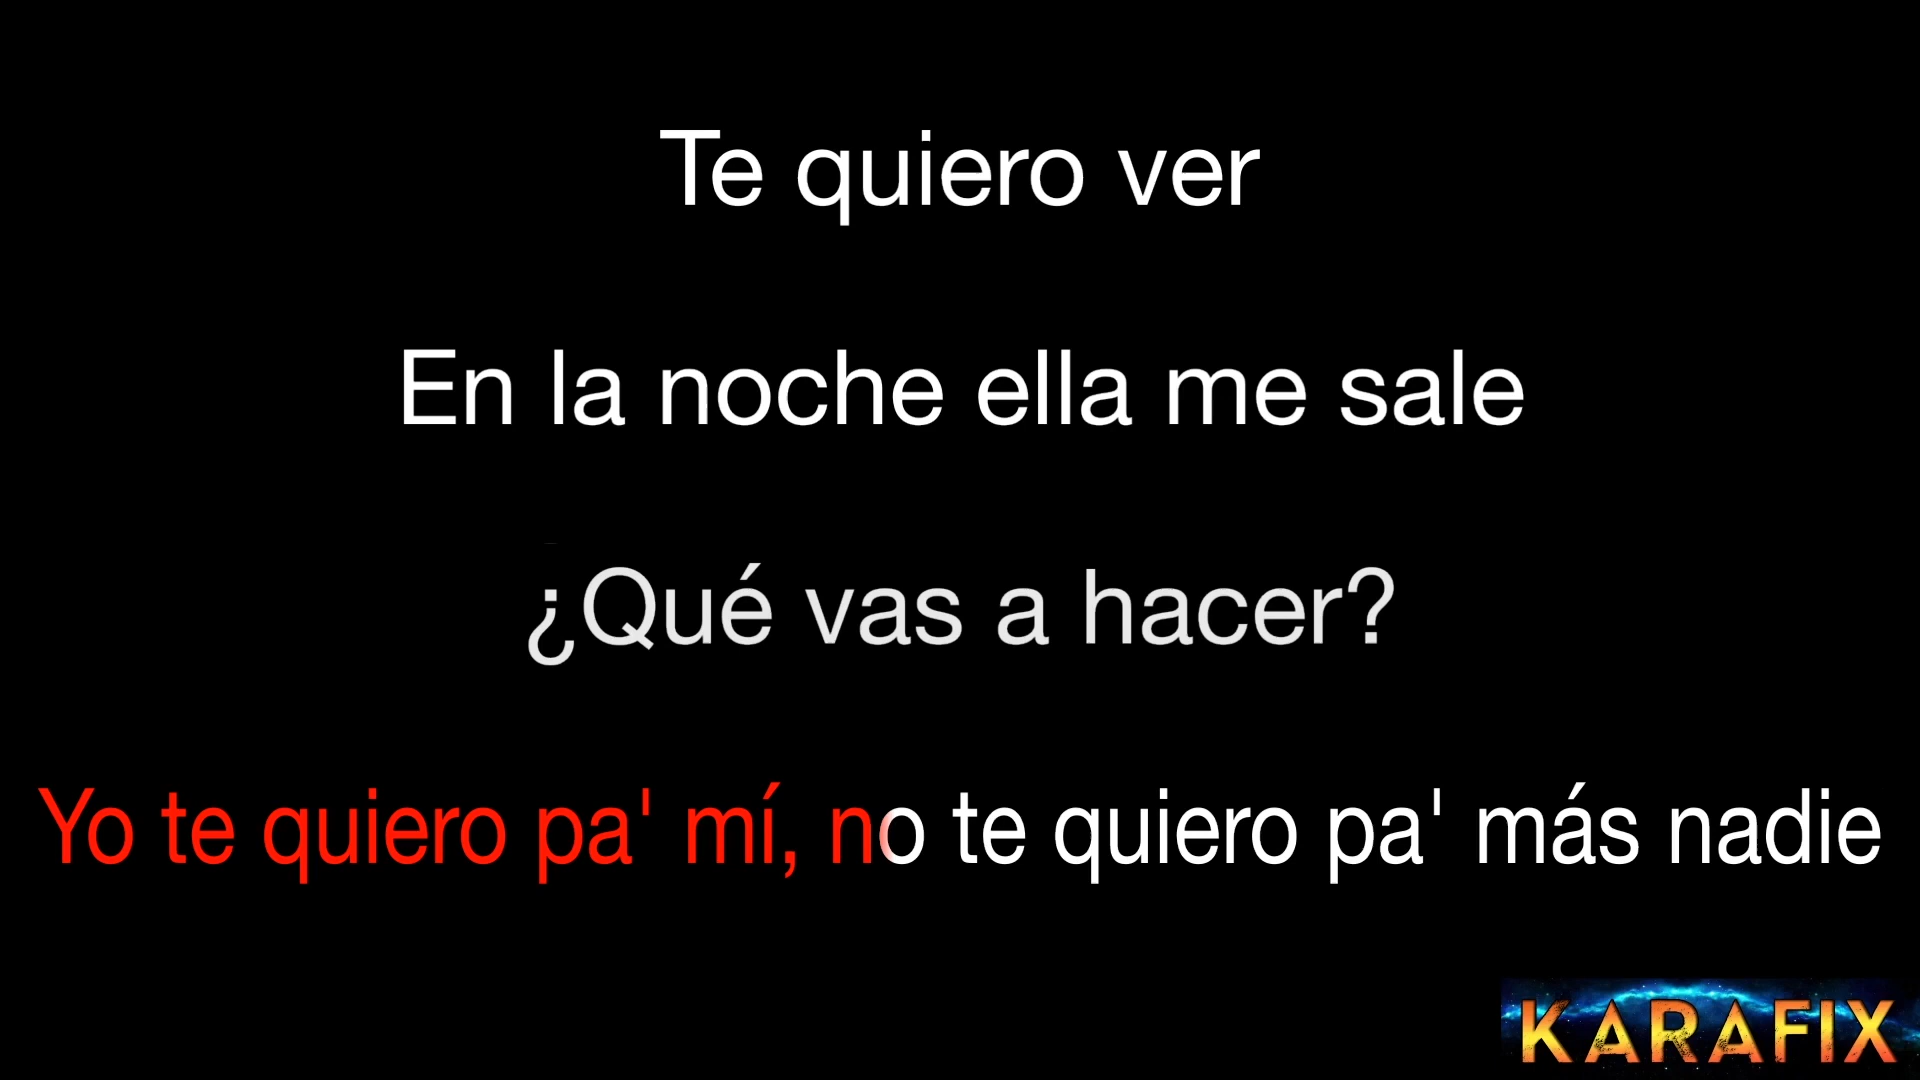 Te quiero ver
En la noche ella me sale
¿Qué vas a hacer?
Yo te quiero pa' mí, no te quiero pa' más nadie
KARAFIX